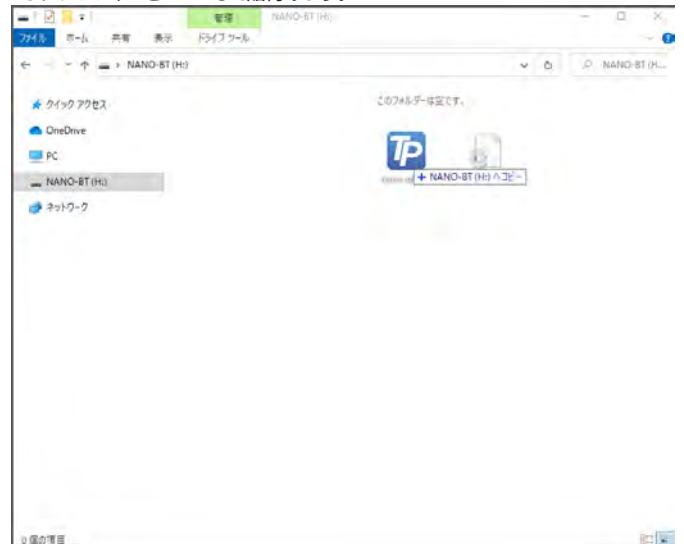 管理
NANO-BT (H:)
ファイル
ホーム
共有
表示
ドライブ ツール
NANO-BT (H:)
NANO-BT (H...
このフォルダーは空です。
クイック アクセス
OneDrive
PC
NANO-BT (H:)
ネットワーク
TP
+ NANO-BT (H:) へコピー
0 個の項目